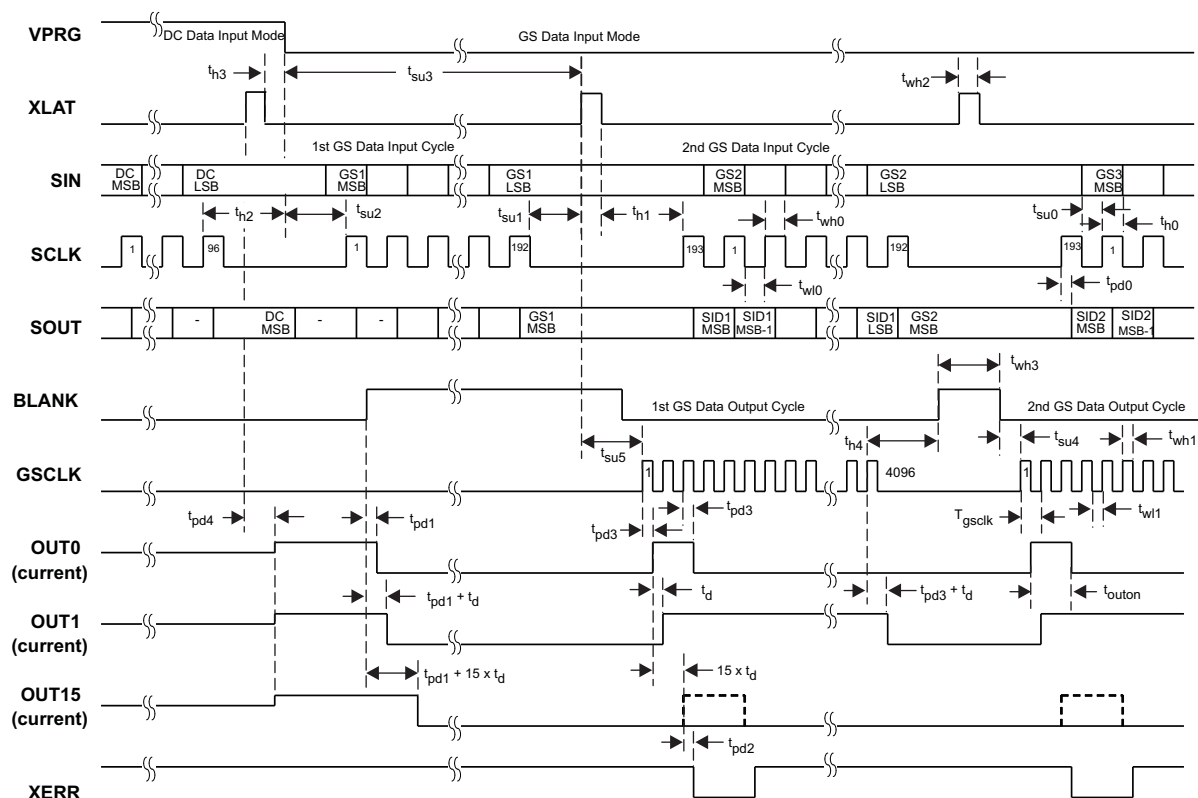 VPRG DC Data Input Mode GS Data Input Mode
th3 tsu3 twh2
XLAT
1st GS Data Input Cycle 2nd GS Data Input Cycle
SIN DC MSB DC LSB GS1 MSB GS1 LSB GS2 MSB GS2 LSB GS3 MSB
th2 tsu2 tsu1 th1 twh0 tsu0 th0
SCLK 1 96 1 192 193 1 192 193 1
twl0 tpd0
SOUT - DC MSB - - GS1 MSB SID1 MSB SID1 MSB-1 SID1 LSB GS2 MSB SID2 MSB SID2 MSB-1
twh3
BLANK 1st GS Data Output Cycle 2nd GS Data Output Cycle
tsu5 th4 tsu4 twh1
GSCLK 1 4096 1
tpd4 tpd1 tpd3 tpd3 Tgsclk twl1
OUT0
(current)
tpd1 + td td tpd3 + td touton
OUT1
(current)
tpd1 + 15 x td 15 x td
OUT15
(current)
tpd2
XERR